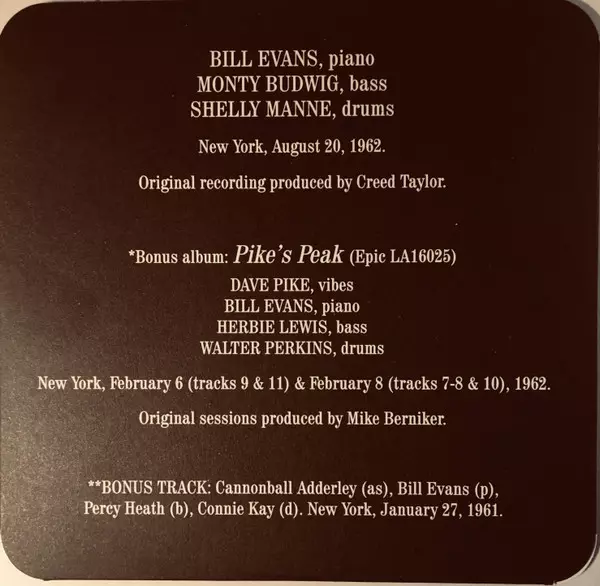 BILL EVANS, piano
MONTY BUDWIG, bass
SHELLY MANNE, drums
New York, August 20, 1962.
Original recording produced by Creed Taylor.
*Bonus album: Pike's Peak (Epic LA16025)
DAVE PIKE, vibes
BILL EVANS, piano
HERBIE LEWIS, bass
WALTER PERKINS, drums
New York, February 6 (tracks 9 & 11) & February 8 (tracks 7-8 & 10), 1962.
Original sessions produced by Mike Berniker.
**BONUS TRACK: Cannonball Adderley (as), Bill Evans (p),
Percy Heath (b), Connie Kay (d). New York, January 27, 1961.